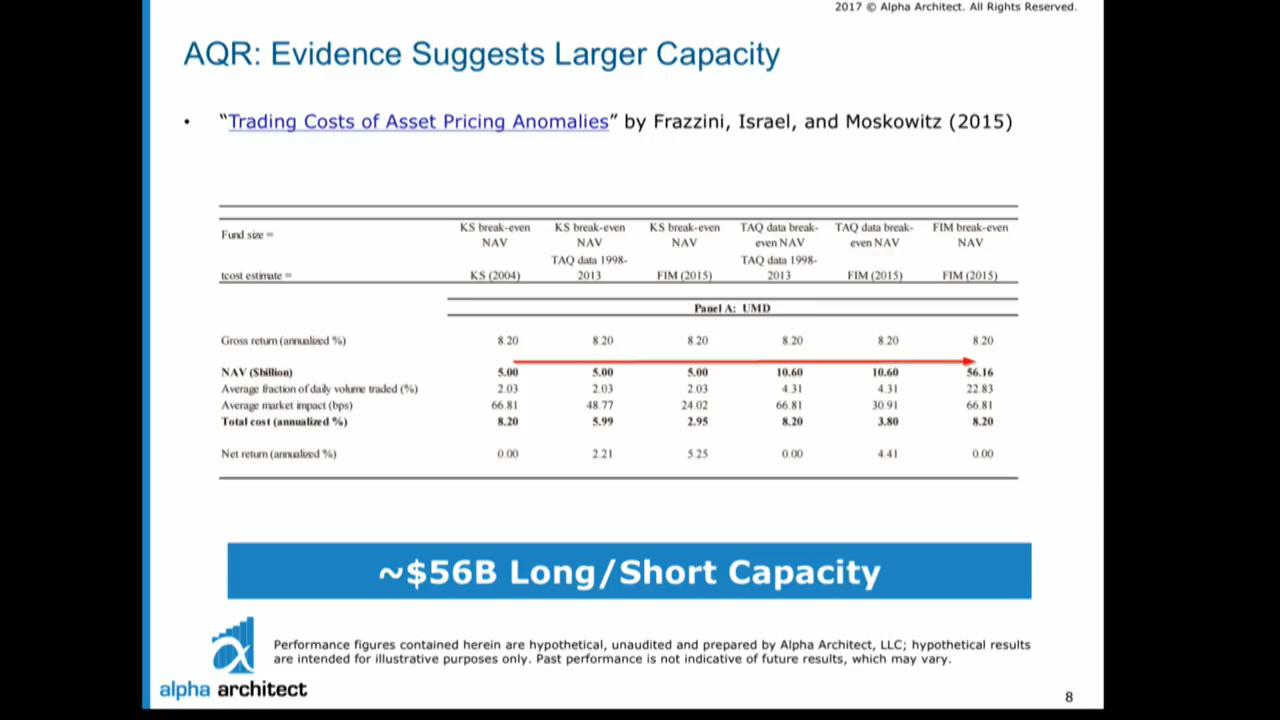 2017 © Alpha Architect. All Rights Reserved.
AQR: Evidence Suggests Larger Capacity
• “Trading Costs of Asset Pricing Anomalies” by Frazzini, Israel, and Moskowitz (2015)
Fund size = KS break-even NAV KS break-even NAV KS break-even NAV TAQ data break-even NAV TAQ data break-even NAV FIM break-even NAV
tcost estimate = KS (2004) TAQ data 1998-2013 FIM (2015) TAQ data 1998-2013 FIM (2015) FIM (2015)
Panel A: UMD
Gross return (annualized %) 8.20 8.20 8.20 8.20 8.20 8.20
NAV ($billion) 5.00 5.00 5.00 10.60 10.60 56.16
Average fraction of daily volume traded (%) 2.03 2.03 2.03 4.31 4.31 22.83
Average market impact (bps) 66.81 48.77 24.02 66.81 30.91 66.81
Total cost (annualized %) 8.20 5.99 2.95 8.20 3.80 8.20
Net return (annualized %) 0.00 2.21 5.25 0.00 4.41 0.00
~$56B Long/Short Capacity
Performance figures contained herein are hypothetical, unaudited and prepared by Alpha Architect, LLC; hypothetical results
are intended for illustrative purposes only. Past performance is not indicative of future results, which may vary.
alpha architect
8